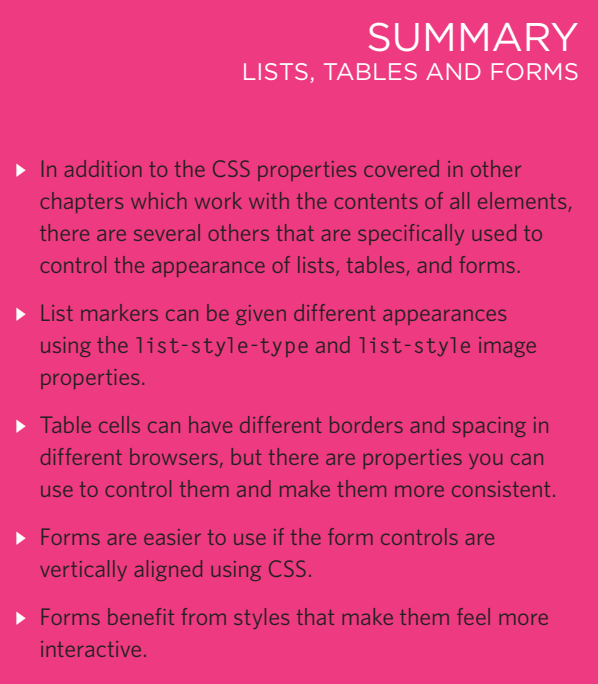 SUMMARY
LISTS, TABLES AND FORMS
In addition to the CSS properties covered in other
chapters which work with the contents of all elements,
there are several others that are specifically used to
control the appearance of lists, tables, and forms.
List markers can be given different appearances
using the list-style-type and list-style image
properties.
Table cells can have different borders and spacing in
different browsers, but there are properties you can
use to control them and make them more consistent.
Forms are easier to use if the form controls are
vertically aligned using CSS.
Forms benefit from styles that make them feel more
interactive.